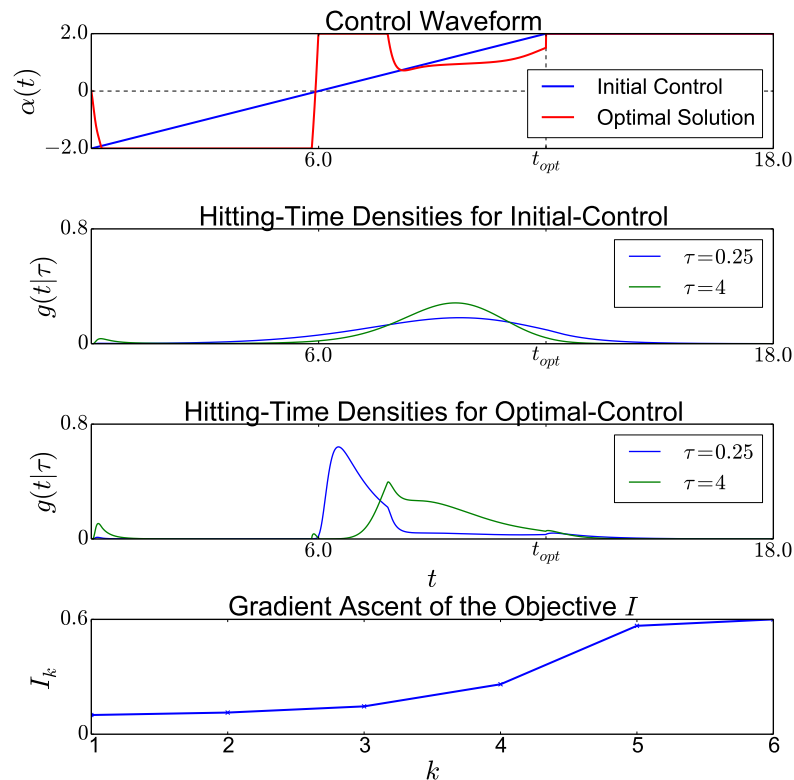 Control Waveform
α(t)
2.0
0
−2.0
6.0
t_opt
18.0
Initial Control
Optimal Solution
Hitting-Time Densities for Initial-Control
g(t|τ)
0.8
0
6.0
t_opt
18.0
τ=0.25
τ=4
Hitting-Time Densities for Optimal-Control
g(t|τ)
0.8
0
6.0
t_opt
18.0
τ=0.25
τ=4
t
Gradient Ascent of the Objective I
I_k
0.6
0
1 2 3 4 5 6
k